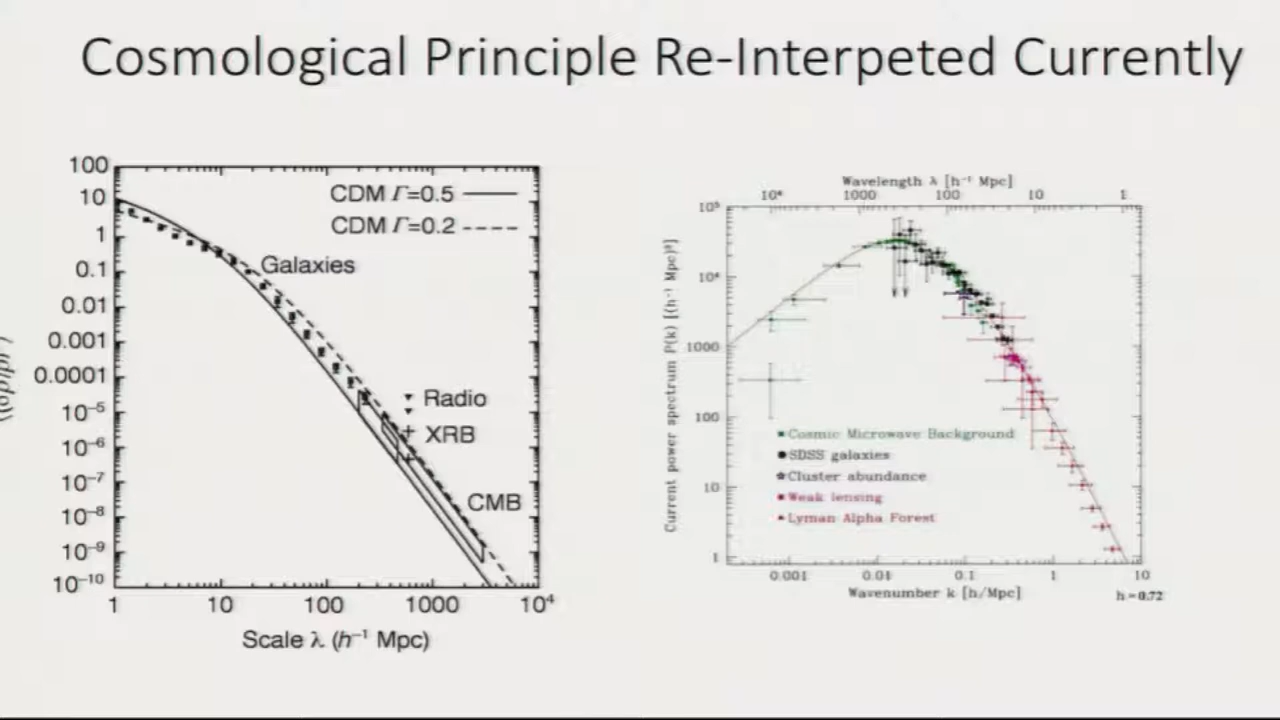 Cosmological Principle Re-Interpeted Currently
100
10
1
0.1
0.01
0.001
0.0001
10⁻⁵
10⁻⁶
10⁻⁷
10⁻⁸
10⁻⁹
10⁻¹⁰
CDM Γ=0.5
CDM Γ=0.2
Galaxies
Radio
XRB
CMB
1 10 100 1000 10⁴
Scale λ (h⁻¹ Mpc)
Wavelength λ [h⁻¹ Mpc]
10⁴ 1000 100 10 1
Current power spectrum P(k) [(h⁻¹ Mpc)³]
10⁵
10⁴
1000
100
10
1
Cosmic Microwave Background
SDSS galaxies
Cluster abundance
Weak lensing
Lyman Alpha Forest
0.001 0.01 0.1 1 10
Wavenumber k [h/Mpc]
h=0.72